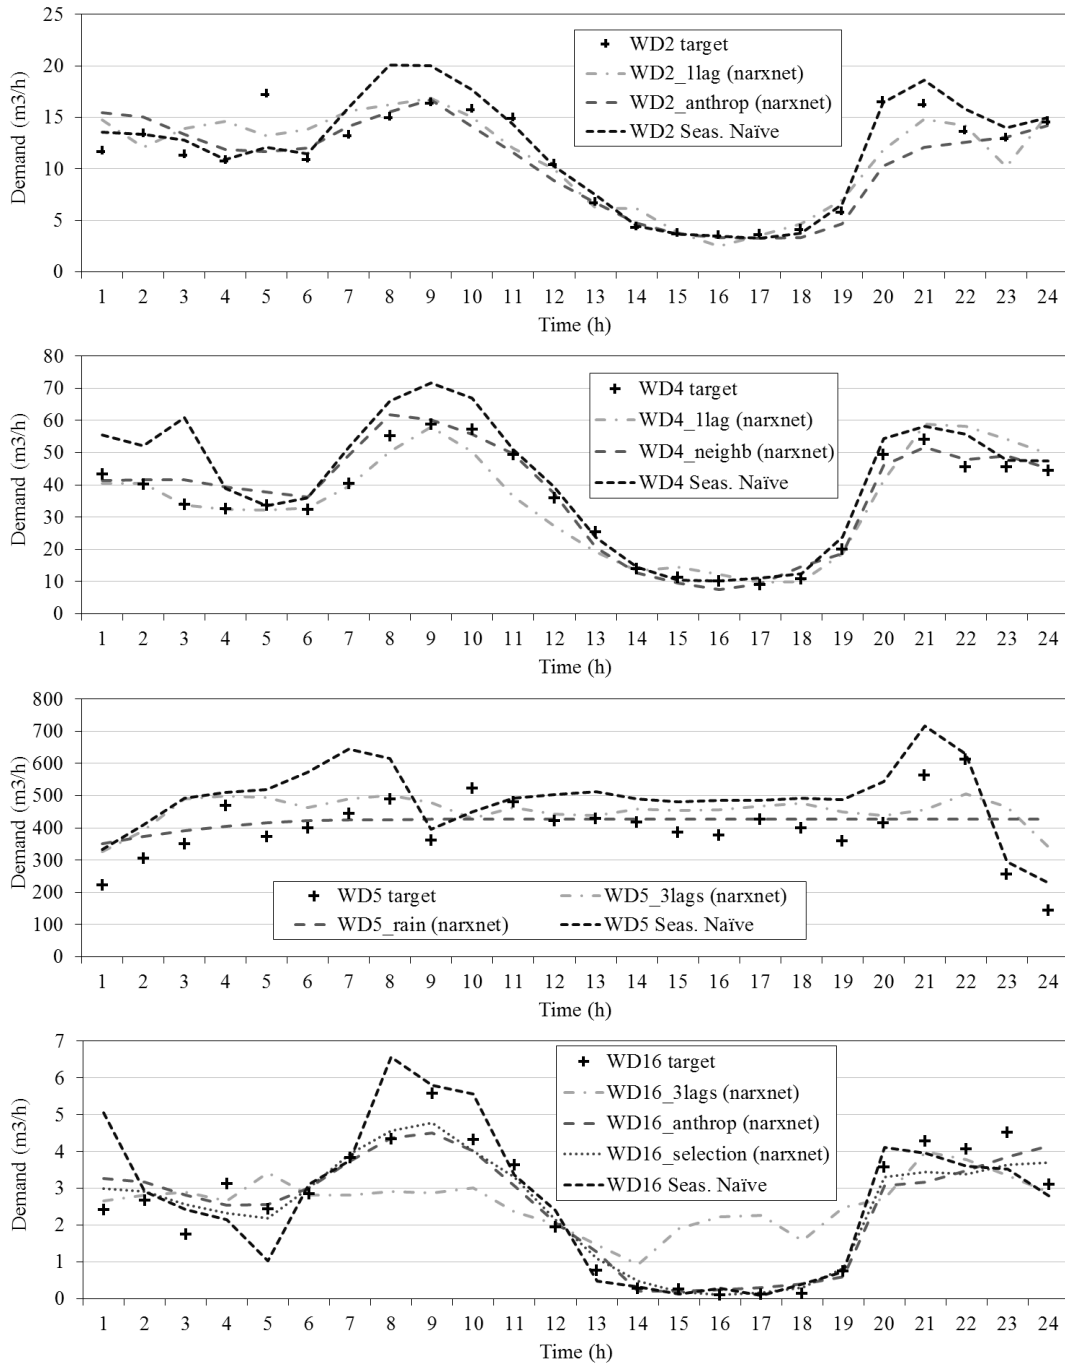 25
20
15
10
5
0
Demand (m3/h)
WD2 target
WD2_1lag (narxnet)
WD2_anthrop (narxnet)
WD2 Seas. Naïve
1 2 3 4 5 6 7 8 9 10 11 12 13 14 15 16 17 18 19 20 21 22 23 24
Time (h)
80
70
60
50
40
30
20
10
0
Demand (m3/h)
WD4 target
WD4_1lag (narxnet)
WD4_neighb (narxnet)
WD4 Seas. Naïve
1 2 3 4 5 6 7 8 9 10 11 12 13 14 15 16 17 18 19 20 21 22 23 24
Time (h)
800
700
600
500
400
300
200
100
0
Demand (m3/h)
WD5 target WD5_3lags (narxnet)
WD5_rain (narxnet) WD5 Seas. Naïve
1 2 3 4 5 6 7 8 9 10 11 12 13 14 15 16 17 18 19 20 21 22 23 24
Time (h)
7
6
5
4
3
2
1
0
Demand (m3/h)
WD16 target
WD16_3lags (narxnet)
WD16_anthrop (narxnet)
WD16_selection (narxnet)
WD16 Seas. Naïve
1 2 3 4 5 6 7 8 9 10 11 12 13 14 15 16 17 18 19 20 21 22 23 24
Time (h)